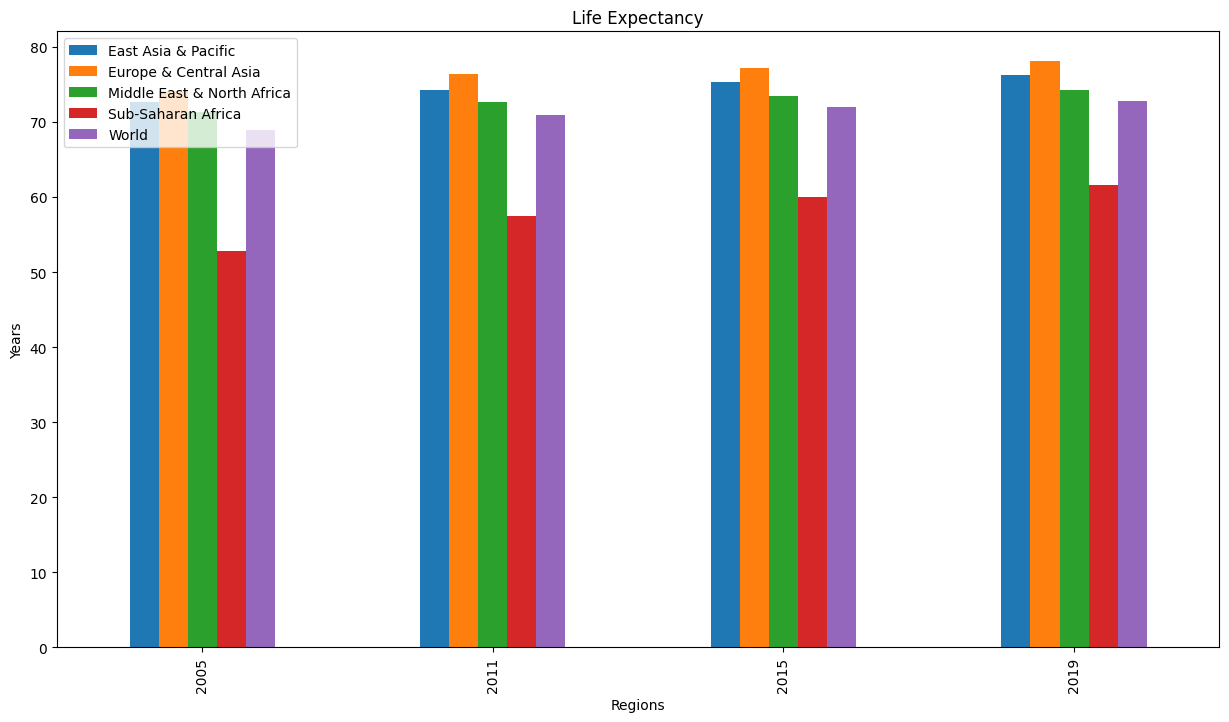 Life Expectancy
East Asia & Pacific
Europe & Central Asia
Middle East & North Africa
Sub-Saharan Africa
World
80
70
60
50
40
30
20
10
0
Years
2005
2011
2015
2019
Regions